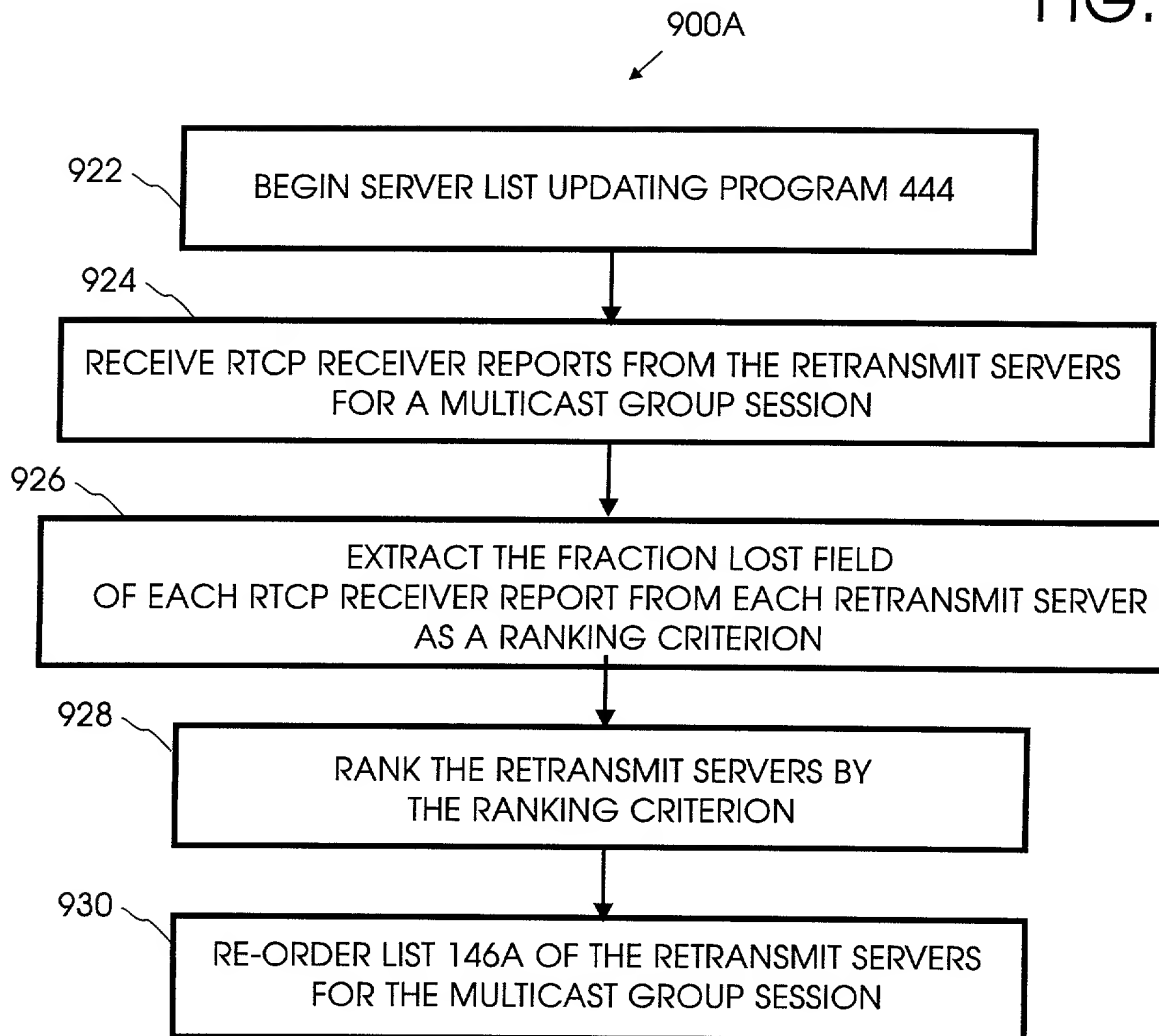 FIG.
900A
922
BEGIN SERVER LIST UPDATING PROGRAM 444
924
RECEIVE RTCP RECEIVER REPORTS FROM THE RETRANSMIT SERVERS
FOR A MULTICAST GROUP SESSION
926
EXTRACT THE FRACTION LOST FIELD
OF EACH RTCP RECEIVER REPORT FROM EACH RETRANSMIT SERVER
AS A RANKING CRITERION
928
RANK THE RETRANSMIT SERVERS BY
THE RANKING CRITERION
930
RE-ORDER LIST 146A OF THE RETRANSMIT SERVERS
FOR THE MULTICAST GROUP SESSION